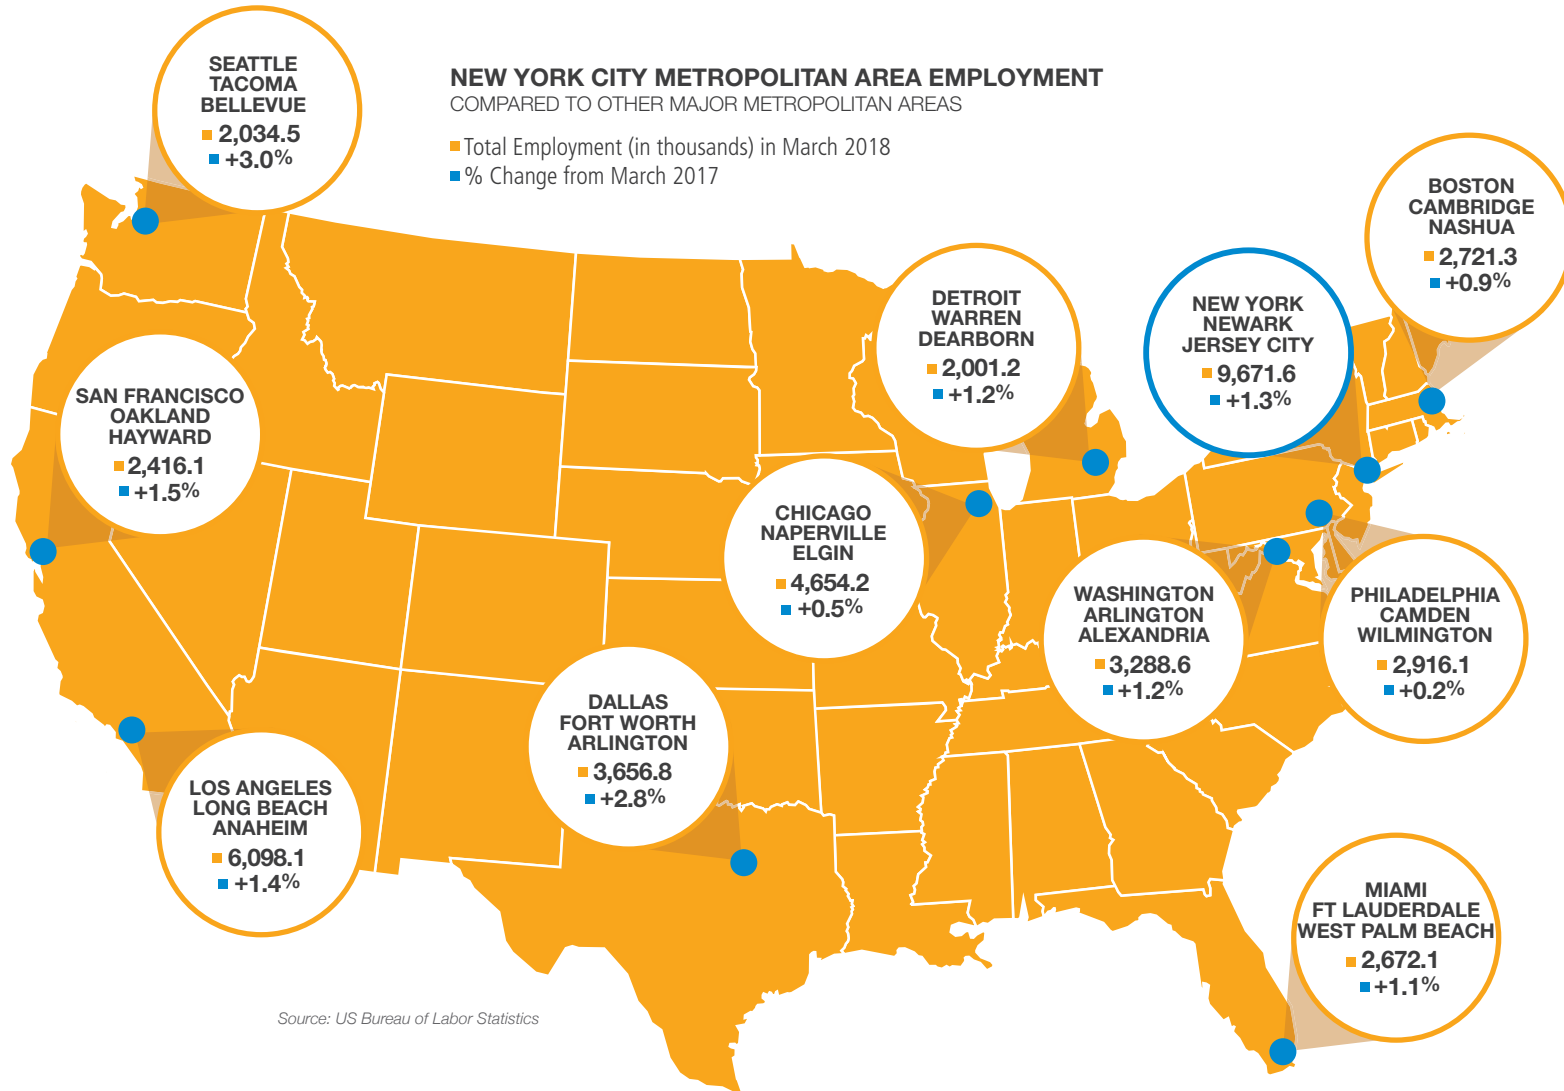 NEW YORK CITY METROPOLITAN AREA EMPLOYMENT
COMPARED TO OTHER MAJOR METROPOLITAN AREAS
Total Employment (in thousands) in March 2018
% Change from March 2017
SEATTLE
TACOMA
BELLEVUE
2,034.5
+3.0%
BOSTON
CAMBRIDGE
NASHUA
2,721.3
+0.9%
DETROIT
WARREN
DEARBORN
2,001.2
+1.2%
NEW YORK
NEWARK
JERSEY CITY
9,671.6
+1.3%
SAN FRANCISCO
OAKLAND
HAYWARD
2,416.1
+1.5%
CHICAGO
NAPERVILLE
ELGIN
4,654.2
+0.5%
WASHINGTON
ARLINGTON
ALEXANDRIA
3,288.6
+1.2%
PHILADELPHIA
CAMDEN
WILMINGTON
2,916.1
+0.2%
DALLAS
FORT WORTH
ARLINGTON
3,656.8
+2.8%
LOS ANGELES
LONG BEACH
ANAHEIM
6,098.1
+1.4%
MIAMI
FT LAUDERDALE
WEST PALM BEACH
2,672.1
+1.1%
Source: US Bureau of Labor Statistics